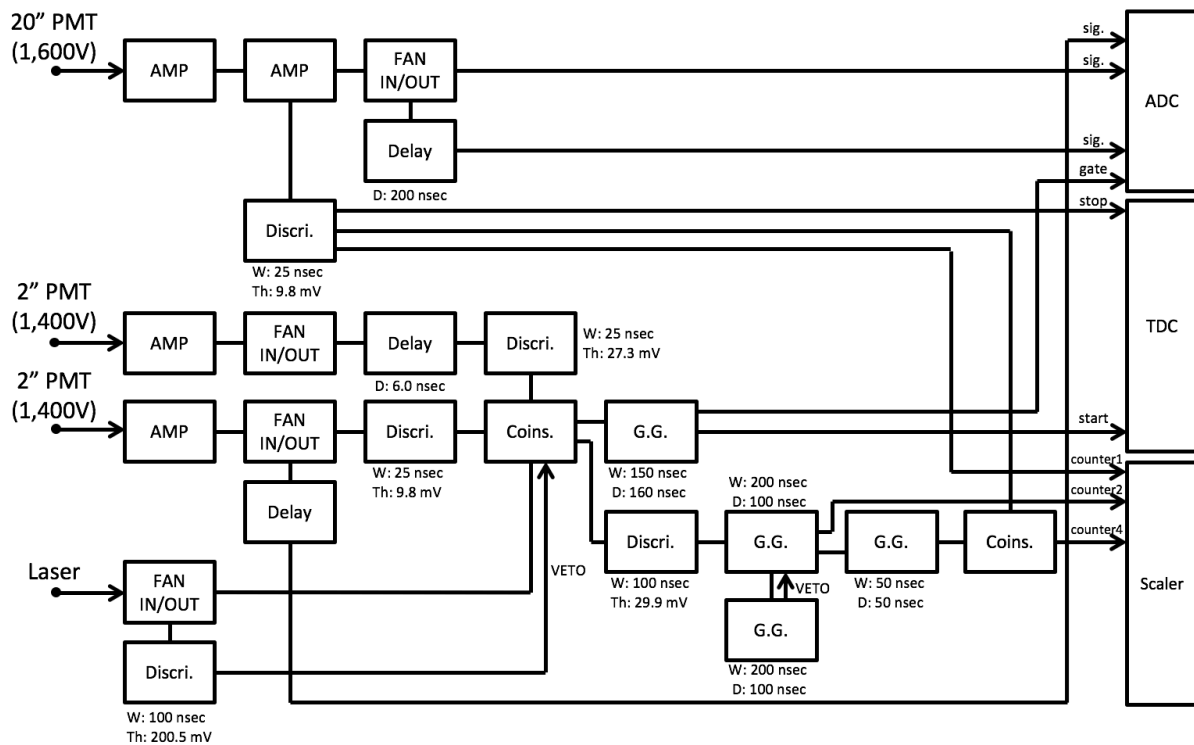 20” PMT
(1,600V)
AMP
AMP
FAN
IN/OUT
sig.
sig.
ADC
Delay
sig.
D: 200 nsec
gate
Discri.
stop
W: 25 nsec
Th: 9.8 mV
2” PMT
(1,400V)
AMP
FAN
IN/OUT
Delay
Discri.
W: 25 nsec
Th: 27.3 mV
TDC
D: 6.0 nsec
2” PMT
(1,400V)
AMP
FAN
IN/OUT
Discri.
Coins.
G.G.
start
W: 25 nsec
Th: 9.8 mV
W: 150 nsec
D: 160 nsec
counter1
W: 200 nsec
D: 100 nsec
counter2
Delay
Discri.
G.G.
G.G.
Coins.
counter4
Laser
FAN
IN/OUT
VETO
W: 100 nsec
Th: 29.9 mV
VETO
W: 50 nsec
D: 50 nsec
Scaler
G.G.
Discri.
W: 200 nsec
D: 100 nsec
W: 100 nsec
Th: 200.5 mV